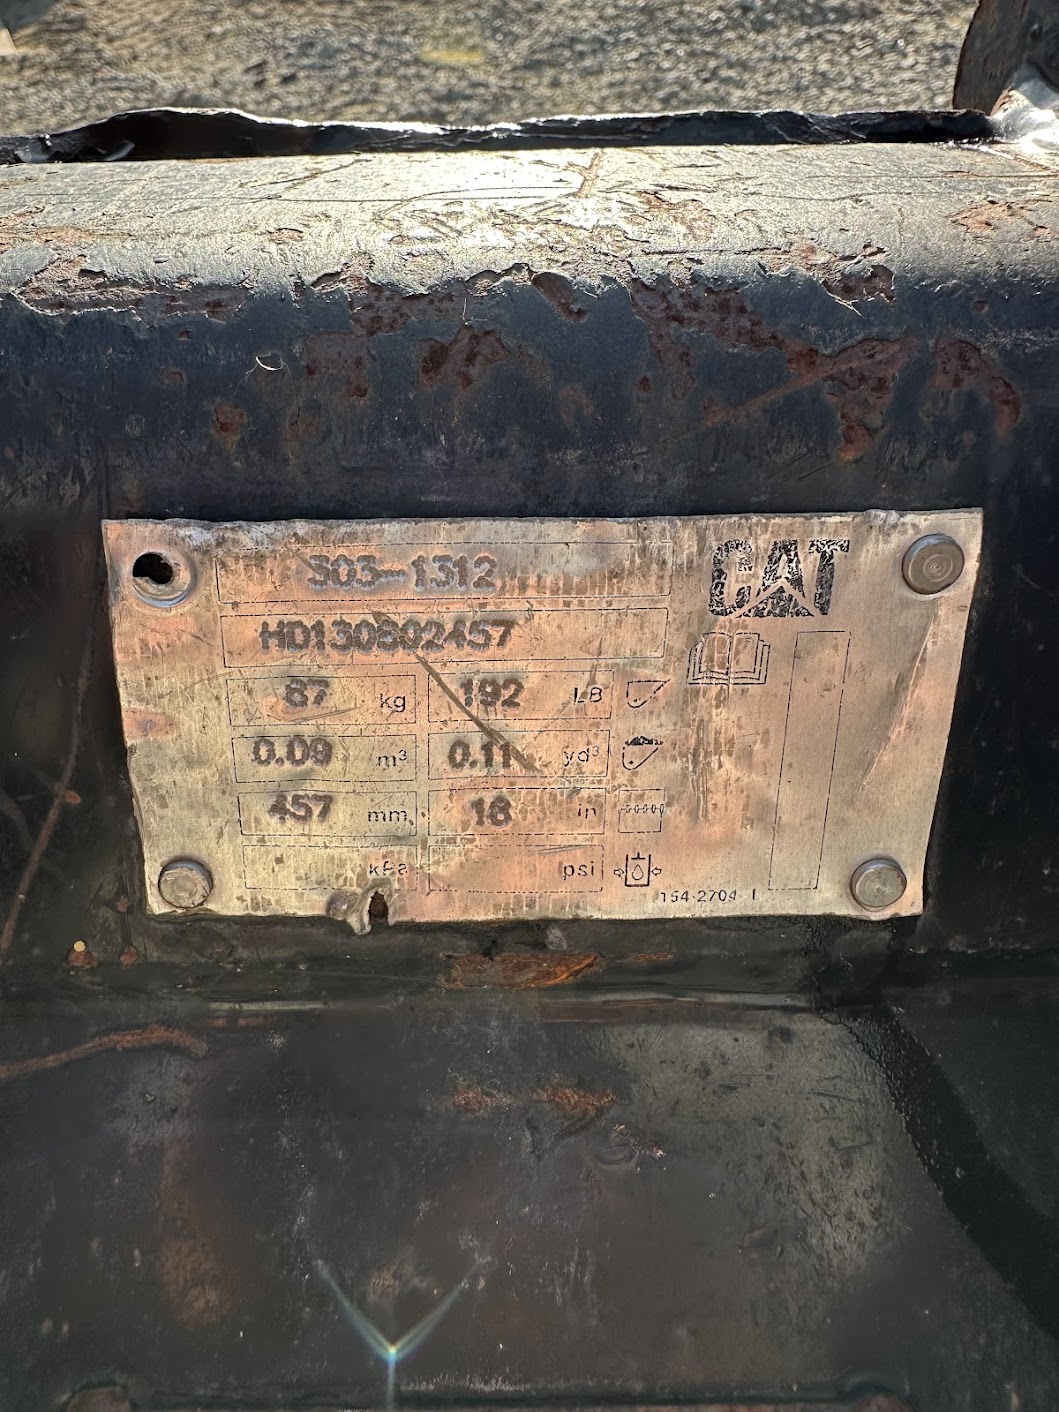 303-1312
CAT
HD130802457
87 kg 192 LB
0.09 m³ 0.11 yd³
457 mm 18 in
kPa psi
154-2704 1